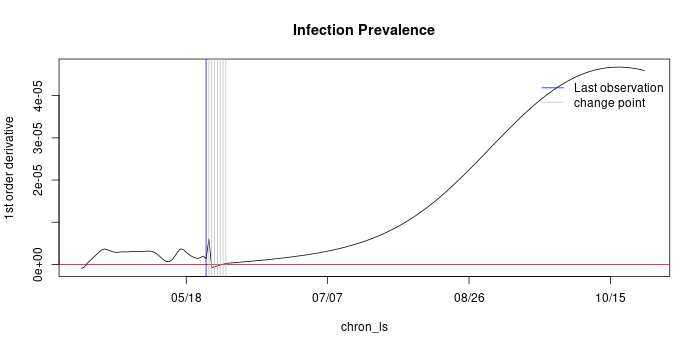 Infection Prevalence
1st order derivative
4e-05
3e-05
2e-05
0e+00
Last observation
change point
05/18
07/07
08/26
10/15
chron_ls